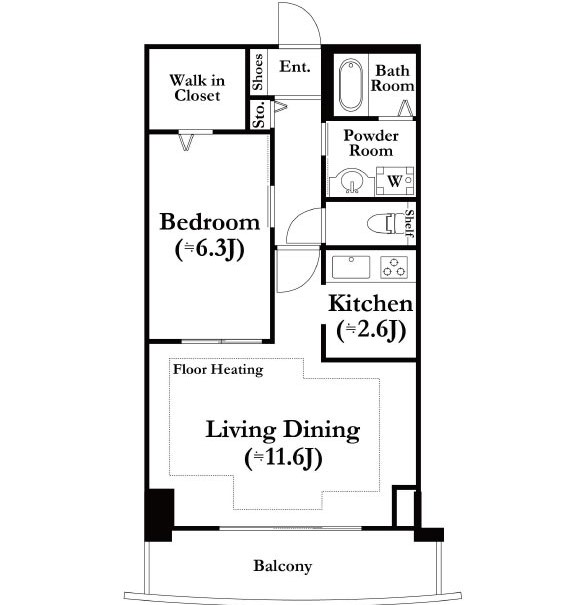 Shoes
Ent.
Walk in
Closet
Bath
Room
Sto.
Powder
Room
W
Bedroom
(≒6.3J)
Shelf
Kitchen
(≒2.6J)
Floor Heating
Living Dining
(≒11.6J)
Balcony